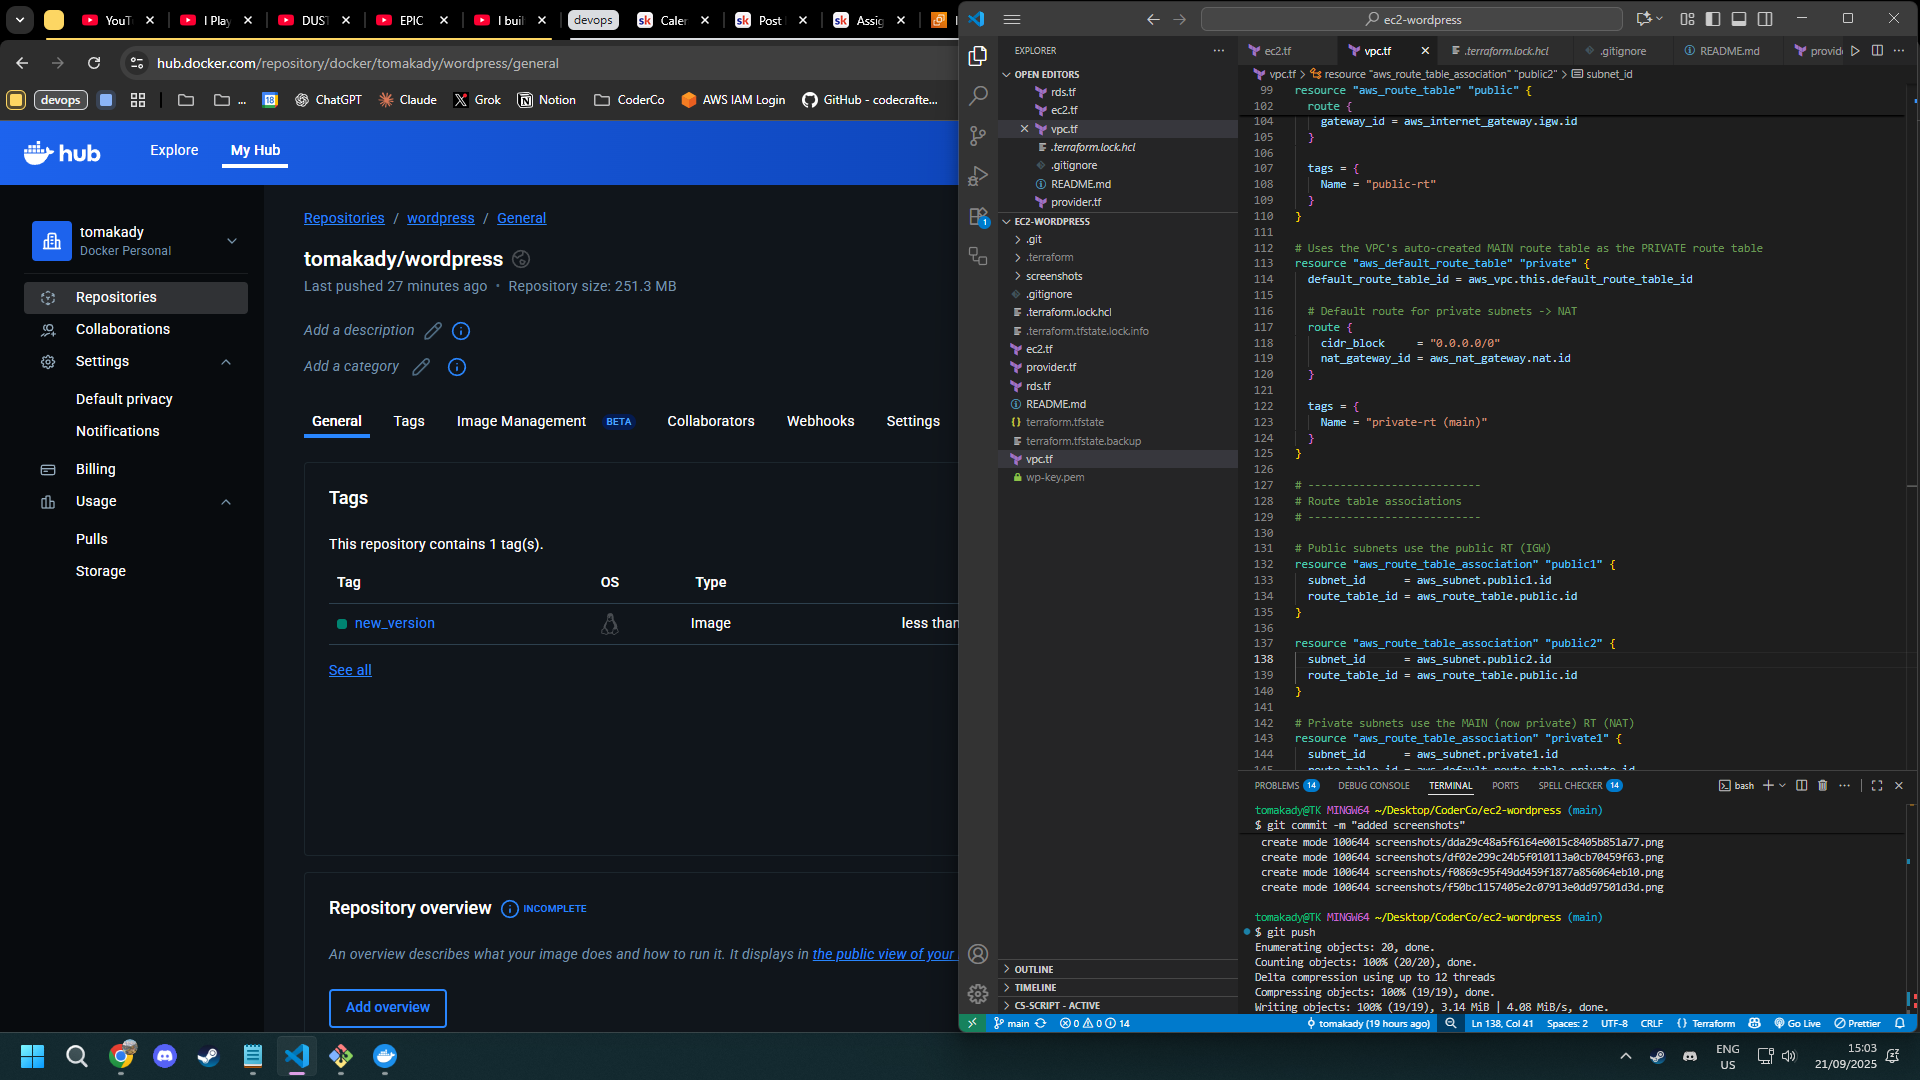 YouT
I Play
DUST
EPIC
I buil
devops
Calen
Post
Assig
hub.docker.com/repository/docker/tomakady/wordpress/general
devops
...
ChatGPT
Claude
Grok
Notion
CoderCo
AWS IAM Login
GitHub - codecrafte...
hub
Explore
My Hub
tomakady
Docker Personal
Repositories
Collaborations
Settings
Default privacy
Notifications
Billing
Usage
Pulls
Storage
Repositories / wordpress / General
tomakady/wordpress
Last pushed 27 minutes ago • Repository size: 251.3 MB
Add a description
Add a category
General
Tags
Image Management BETA
Collaborators
Webhooks
Settings
Tags
This repository contains 1 tag(s).
Tag OS Type
new_version Image less than
See all
Repository overview INCOMPLETE
An overview describes what your image does and how to run it. It displays in the public view of your
Add overview
ec2-wordpress
EXPLORER
OPEN EDITORS
rds.tf
ec2.tf
vpc.tf
.terraform.lock.hcl
.gitignore
README.md
provider.tf
EC2-WORDPRESS
.git
.terraform
screenshots
.gitignore
.terraform.lock.hcl
.terraform.tfstate.lock.info
ec2.tf
provider.tf
rds.tf
README.md
terraform.tfstate
terraform.tfstate.backup
vpc.tf
wp-key.pem
OUTLINE
TIMELINE
CS-SCRIPT - ACTIVE
ec2.tf
vpc.tf
.terraform.lock.hcl
.gitignore
README.md
provide
vpc.tf > resource "aws_route_table_association" "public2" > subnet_id
99 resource "aws_route_table" "public" {
102 route {
104 gateway_id = aws_internet_gateway.igw.id
105 }
106
107 tags = {
108 Name = "public-rt"
109 }
110 }
111
112 # Uses the VPC's auto-created MAIN route table as the PRIVATE route table
113 resource "aws_default_route_table" "private" {
114 default_route_table_id = aws_vpc.this.default_route_table_id
115
116 # Default route for private subnets -> NAT
117 route {
118 cidr_block = "0.0.0.0/0"
119 nat_gateway_id = aws_nat_gateway.nat.id
120 }
121
122 tags = {
123 Name = "private-rt (main)"
124 }
125 }
126
127 # ---------------------------
128 # Route table associations
129 # ---------------------------
130
131 # Public subnets use the public RT (IGW)
132 resource "aws_route_table_association" "public1" {
133 subnet_id = aws_subnet.public1.id
134 route_table_id = aws_route_table.public.id
135 }
136
137 resource "aws_route_table_association" "public2" {
138 subnet_id = aws_subnet.public2.id
139 route_table_id = aws_route_table.public.id
140 }
141
142 # Private subnets use the MAIN (now private) RT (NAT)
143 resource "aws_route_table_association" "private1" {
144 subnet_id = aws_subnet.private1.id
145 route_table_id = aws_default_route_table.private.id
PROBLEMS 14 DEBUG CONSOLE TERMINAL PORTS SPELL CHECKER 14 bash
tomakady@TK MINGW64 ~/Desktop/CoderCo/ec2-wordpress (main)
$ git commit -m "added screenshots"
create mode 100644 screenshots/dda29c48a5f6164e0015c8405b851a77.png
create mode 100644 screenshots/df02e299c24b5f010113a0cb70459f63.png
create mode 100644 screenshots/f0869c95f49dd459f1877a856064eb10.png
create mode 100644 screenshots/f50bc1157405e2c07913e0dd97501d3d.png
tomakady@TK MINGW64 ~/Desktop/CoderCo/ec2-wordpress (main)
$ git push
Enumerating objects: 20, done.
Counting objects: 100% (20/20), done.
Delta compression using up to 12 threads
Compressing objects: 100% (19/19), done.
Writing objects: 100% (19/19), 3.14 MiB | 4.08 MiB/s, done.
main 0 0 14 tomakady (19 hours ago) Ln 138, Col 41 Spaces: 2 UTF-8 CRLF Terraform Go Live Prettier
ENG
US
15:03
21/09/2025